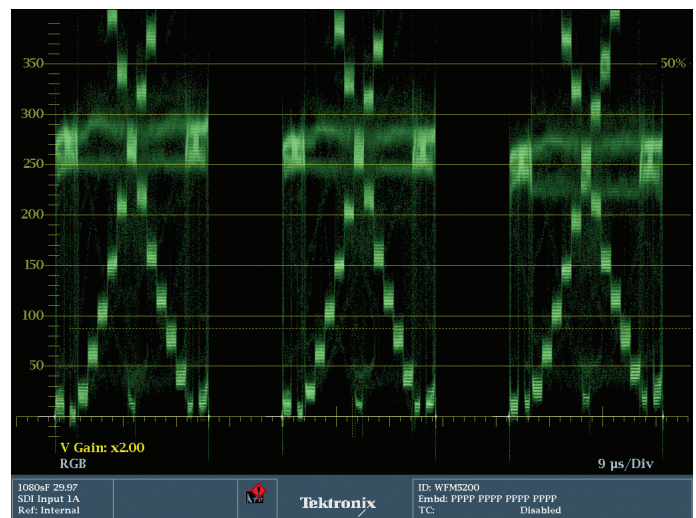 350
50%
300
250
200
150
100
50
V Gain: x2.00
RGB
9 µs/Div
1080sF 29.97
SDI Input 1A
Ref: Internal
Tektronix
ID: WFM5200
Embd: PPPP PPPP PPPP PPPP
TC: Disabled